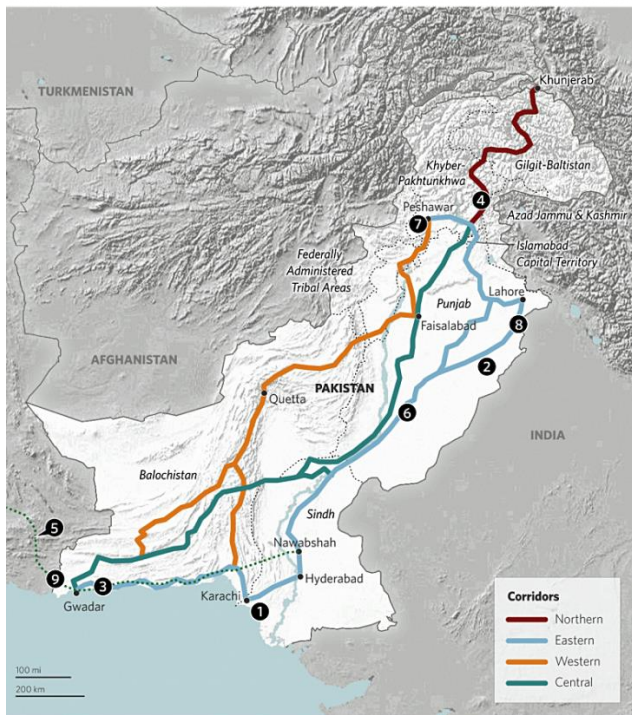 Khunjerab
TURKMENISTAN
Khyber-
Pakhtunkhwa
Gilgit-Baltistan
4
Peshawar
7
Azad Jammu & Kashmir
Islamabad
Capital Territory
Federally
Administered
Tribal Areas
Lahore
Punjab
8
Faisalabad
AFGHANISTAN
2
PAKISTAN
Quetta
6
INDIA
Balochistan
Sindh
5
Nawabshah
9
3
Hyderabad
Gwadar
Karachi
1
Corridors
Northern
Eastern
Western
Central
100 mi
200 km